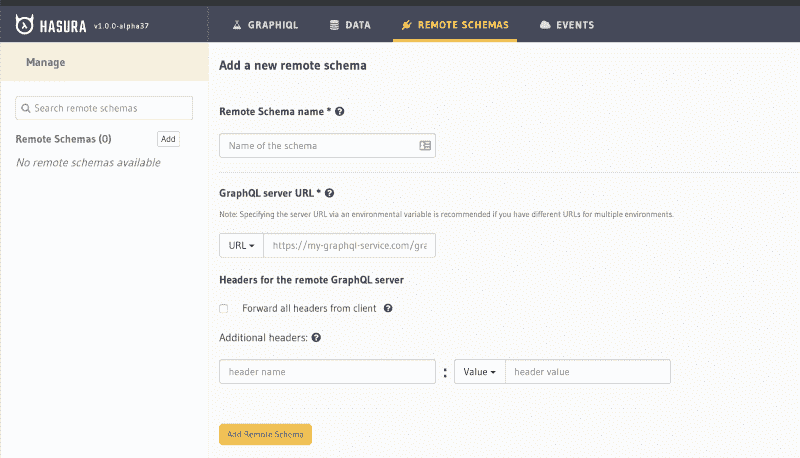 HASURA v1.0.0-alpha37 GRAPHIQL DATA REMOTE SCHEMAS EVENTS
Manage
Search remote schemas
Remote Schemas (0) Add
No remote schemas available
Add a new remote schema
Remote Schema name *
Name of the schema
GraphQL server URL *
Note: Specifying the server URL via an environmental variable is recommended if you have different URLs for multiple environments.
URL https://my-graphql-service.com/gra
Headers for the remote GraphQL server
Forward all headers from client
Additional headers:
header name : Value header value
Add Remote Schema